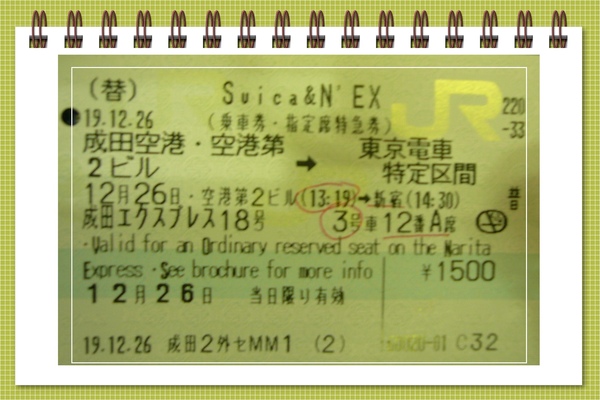 (替)
Suica&N'EX
JR
220
-33
19.12.26
(乗車券・指定席特急券)
成田空港・空港第2ビル
→
東京電車特定区間
12月26日・空港第2ビル(13:19)→新宿(14:30)
成田エクスプレス18号
3号車12番A席
・Valid for an Ordinary reserved seat on the Narita
Express ・See brochure for more info
¥1500
12月26日 当日限り有効
19.12.26 成田2外セMM1 (2)
C32